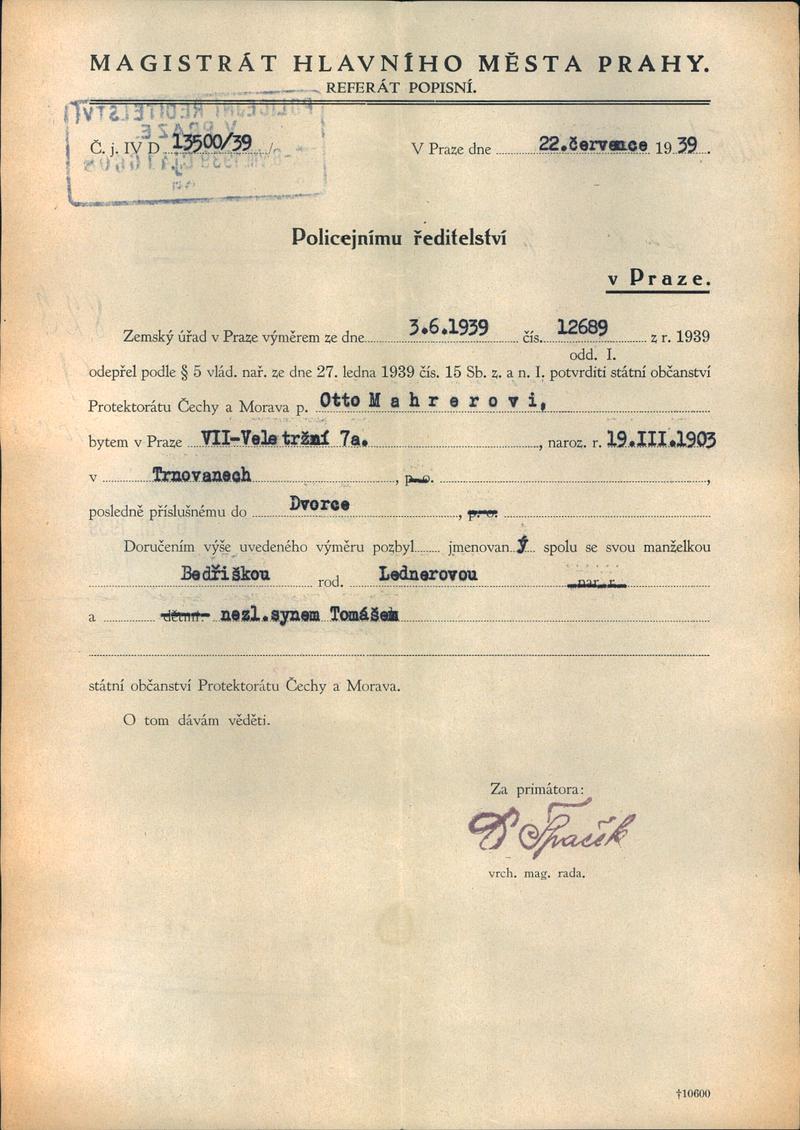 MAGISTRÁT HLAVNÍHO MĚSTA PRAHY.
REFERÁT POPISNÍ.
POLICEJNÍ ŘEDITELSTVÍ
V PRAZE
Č. j. IV D 13500/39 /-
V Praze dne 22.července 1939.
Policejnímu ředitelství
v Praze.
Zemský úřad v Praze výměrem ze dne 3.6.1939 čís. 12689 z r. 1939
odd. I.
odepřel podle § 5 vlád. nař. ze dne 27. ledna 1939 čís. 15 Sb. z. a n. I. potvrditi státní občanství
Protektorátu Čechy a Morava p. Otto Mahrerovi,
bytem v Praze VII-Veletržní 7a. , naroz. r. 19.III.1903
v Trnovanech , p.o. ,
posledně příslušnému do Dvorce , p.o.
Doručením výše uvedeného výměru pozbyl jmenovaný spolu se svou manželkou
Bedřiškou rod. Lednerovou nar. r.
a dětmi: nezl.synem Tomášem
státní občanství Protektorátu Čechy a Morava.
O tom dávám věděti.
Za primátora:
vrch. mag. rada.
†10600